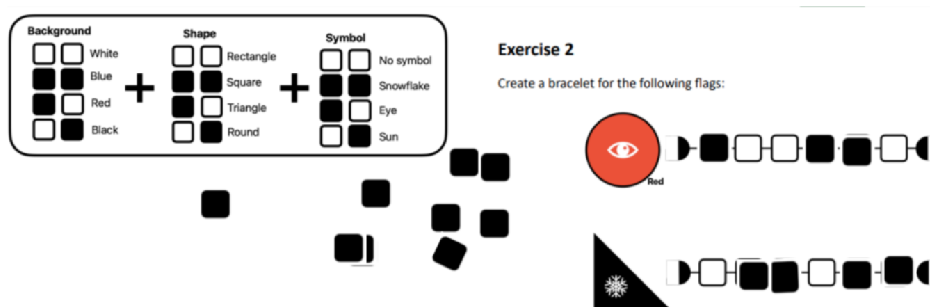 Background
White
Blue
Red
Black
Shape
Rectangle
Square
Triangle
Round
Symbol
No symbol
Snowflake
Eye
Sun
Exercise 2
Create a bracelet for the following flags:
Red